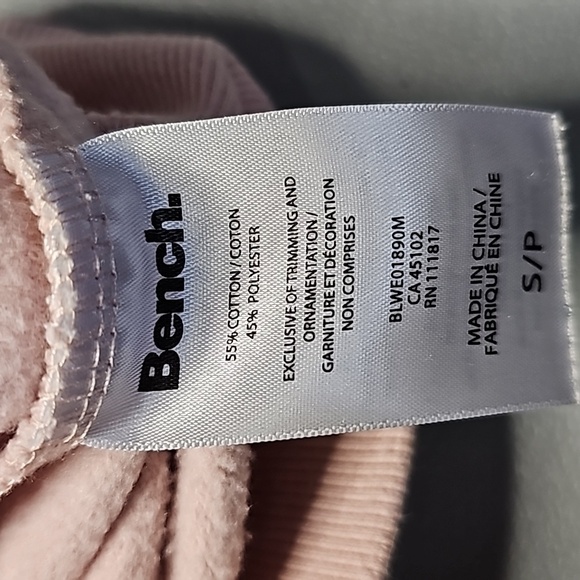 Bench.
55% COTTON / COTON
45% POLYESTER
EXCLUSIVE OF TRIMMING AND
ORNAMENTATION /
GARNITURE ET DÉCORATION
NON COMPRISES
BLWE01890M
CA 45102
RN 111817
MADE IN CHINA /
FABRIQUÉ EN CHINE
S/P